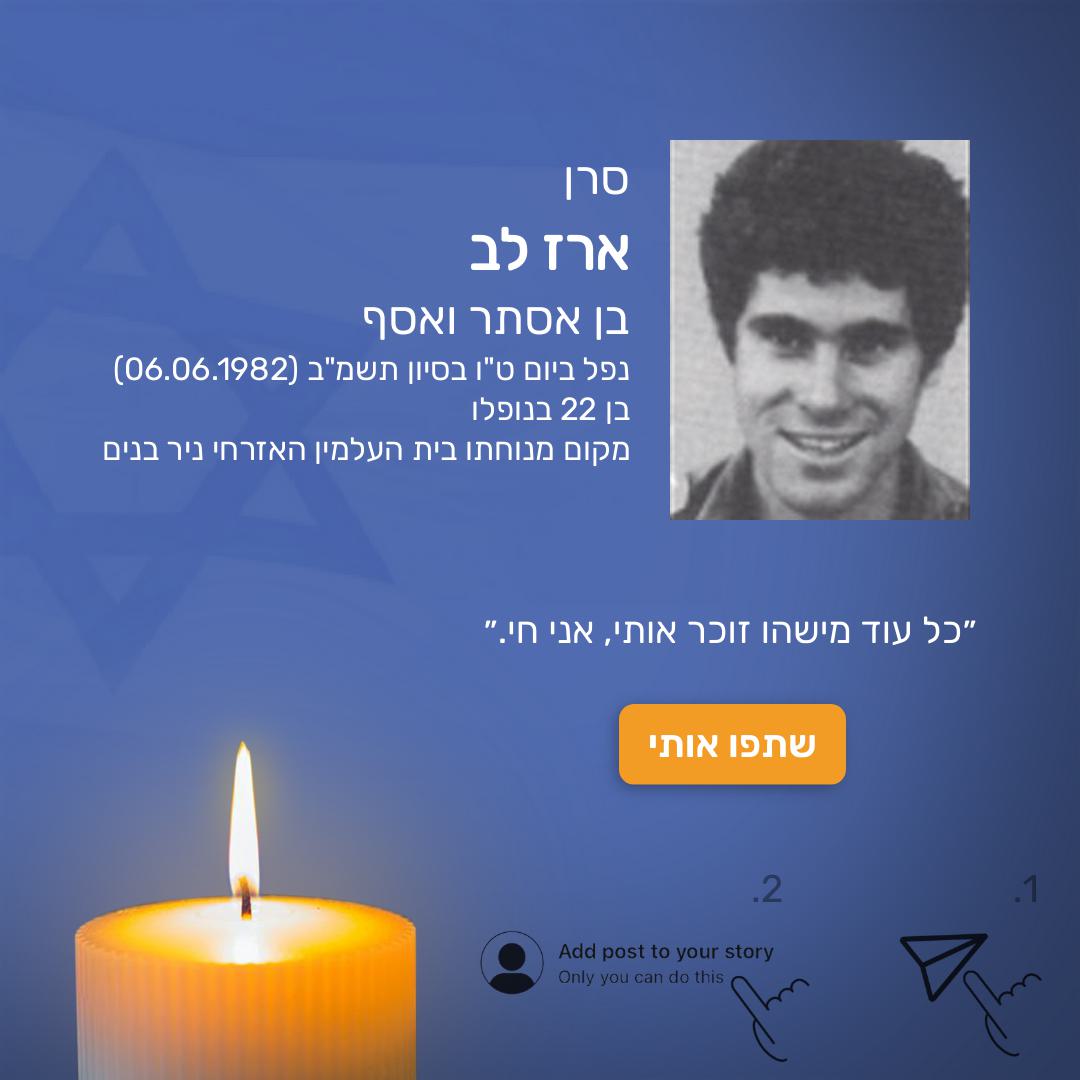 סרן
ארז לב
בן אסתר ואסף
נפל ביום ט"ו בסיון תשמ"ב (06.06.1982)
בן 22 בנופלו
מקום מנוחתו בית העלמין האזרחי ניר בנים
״כל עוד מישהו זוכר אותי, אני חי.״
שתפו אותי
1.
2.
Add post to your story
Only you can do this